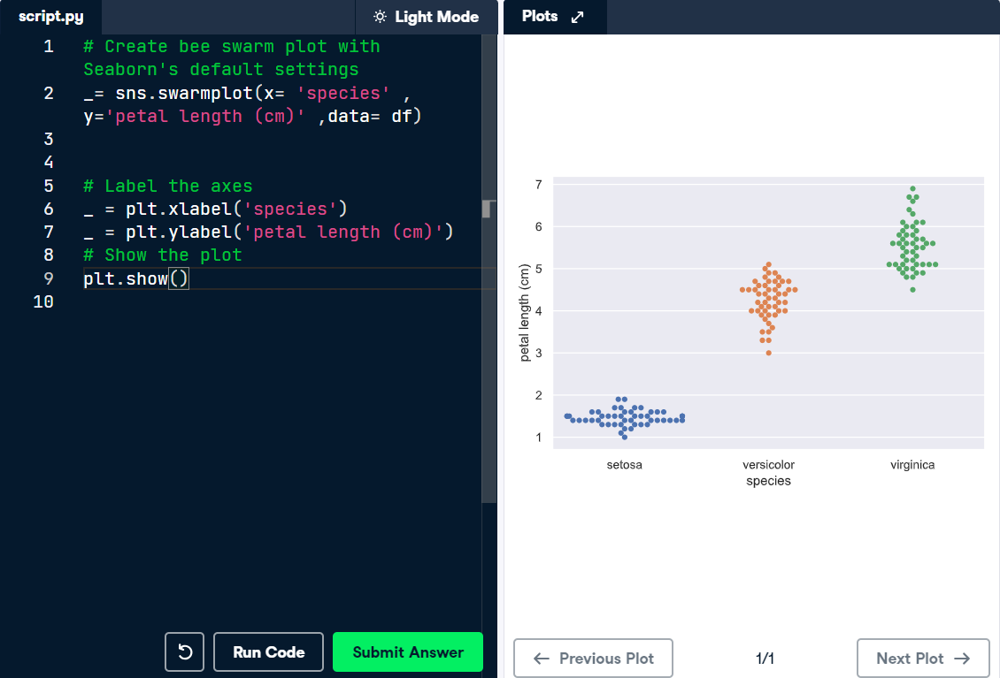 script.py
Light Mode
Plots
1 # Create bee swarm plot with
Seaborn's default settings
2 _= sns.swarmplot(x= 'species' ,
y='petal length (cm)' ,data= df)
3
4
5 # Label the axes
6 _ = plt.xlabel('species')
7 _ = plt.ylabel('petal length (cm)')
8 # Show the plot
9 plt.show()
10
Run Code
Submit Answer
petal length (cm)
7
6
5
4
3
2
1
setosa versicolor virginica
species
Previous Plot
1/1
Next Plot